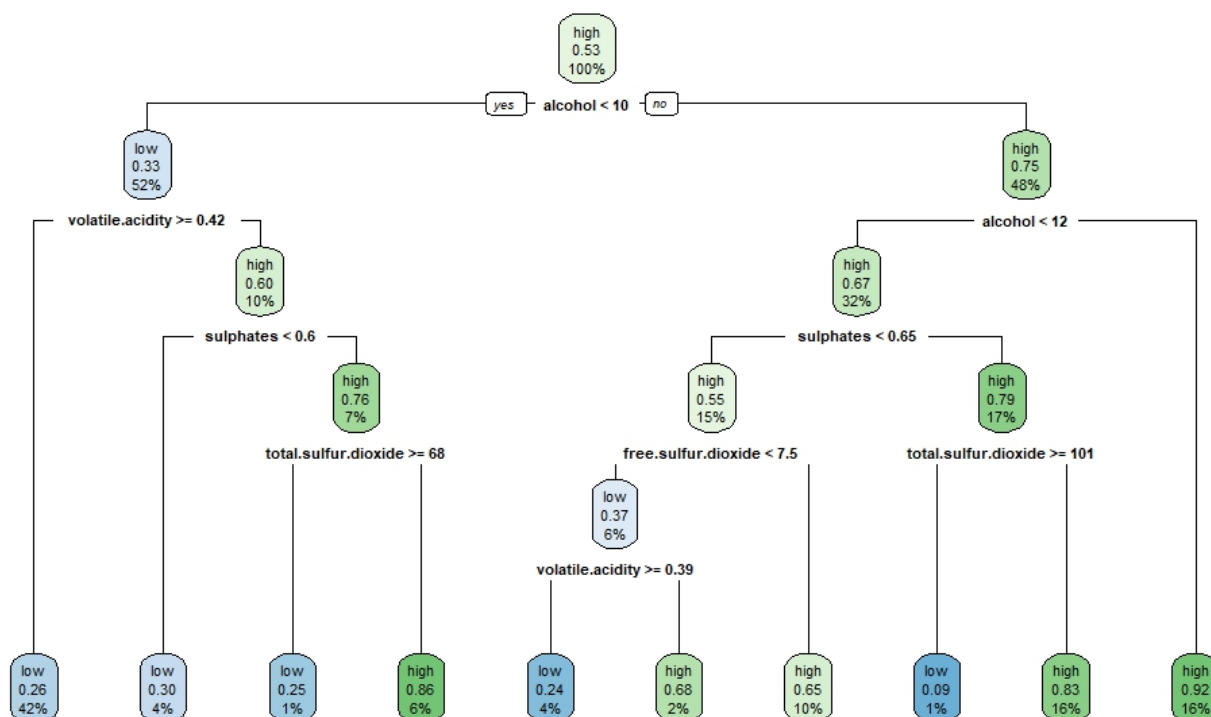 high
0.53
100%
yes alcohol < 10 no
low
0.33
52%
high
0.75
48%
volatile.acidity >= 0.42
alcohol < 12
high
0.60
10%
high
0.67
32%
sulphates < 0.6
sulphates < 0.65
high
0.76
7%
high
0.55
15%
high
0.79
17%
total.sulfur.dioxide >= 68
free.sulfur.dioxide < 7.5
total.sulfur.dioxide >= 101
low
0.37
6%
volatile.acidity >= 0.39
low
0.26
42%
low
0.30
4%
low
0.25
1%
high
0.86
6%
low
0.24
4%
high
0.68
2%
high
0.65
10%
low
0.09
1%
high
0.83
16%
high
0.92
16%